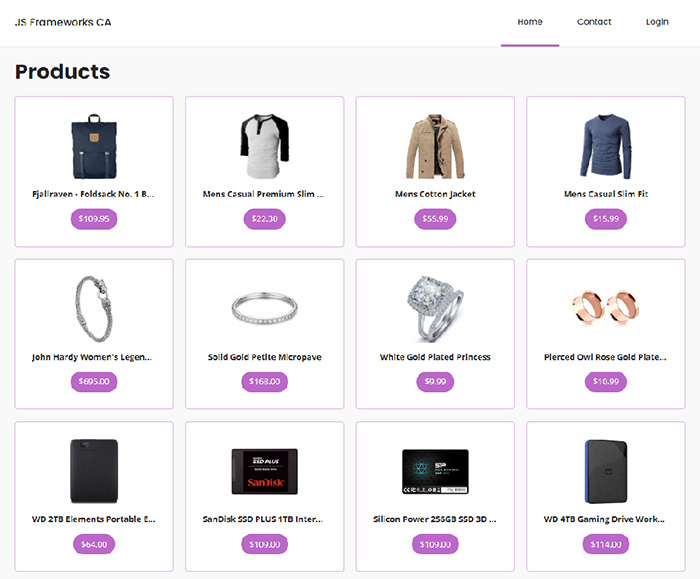 JS Frameworks CA
Home Contact Login
Products
Fjallraven - Foldsack No. 1 B...
Mens Casual Premium Slim ...
Mens Cotton Jacket
Mens Casual Slim Fit
$109.95
$22.30
$55.99
$15.99
John Hardy Women's Legen...
Solid Gold Petite Micropave
White Gold Plated Princess
Pierced Owl Rose Gold Plate...
$695.00
$168.00
$9.99
$10.99
SSD PLUS
SanDisk
SP
WD 2TB Elements Portable E...
SanDisk SSD PLUS 1TB Inter...
Silicon Power 256GB SSD 3D ...
WD 4TB Gaming Drive Work...
$64.00
$109.00
$109.00
$114.00